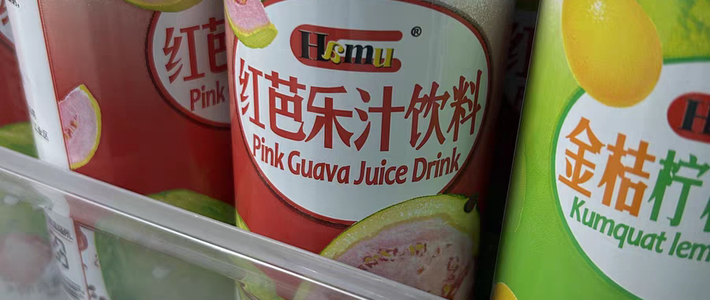 红芭
Pink
Hamu®
红芭乐汁饮料
Pink Guava Juice Drink
H
金桔柠
Kumquat lem